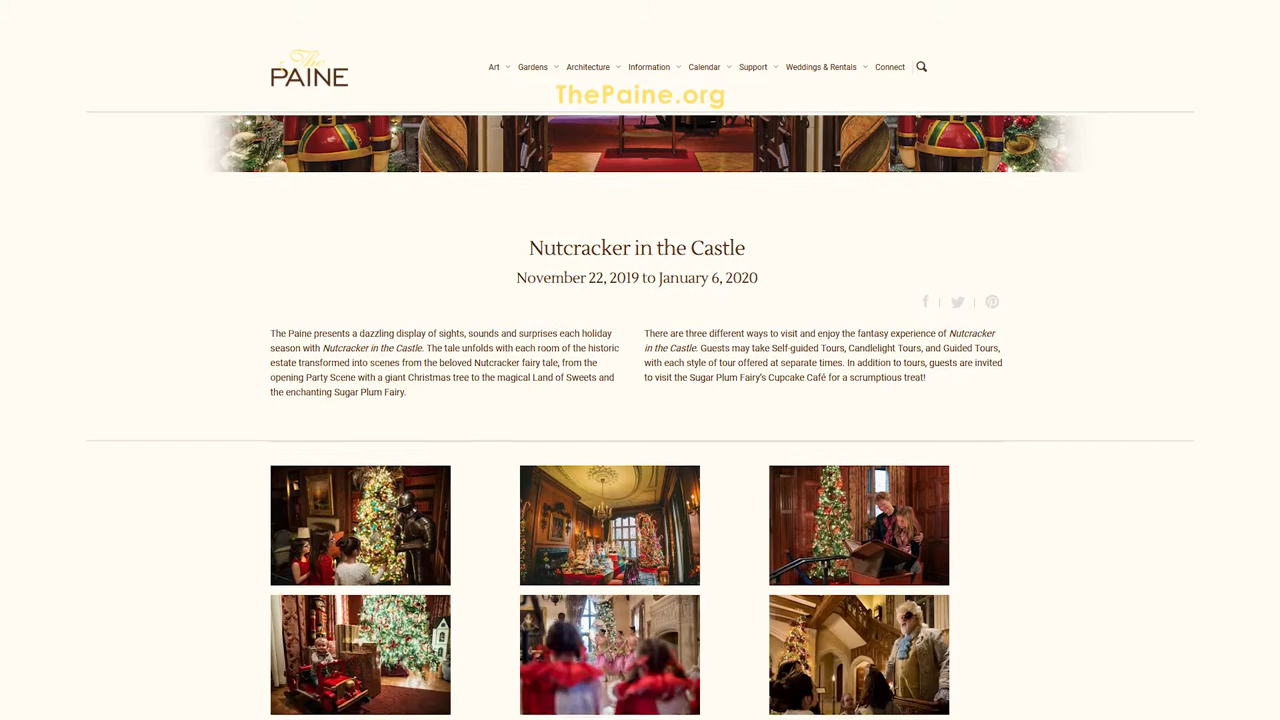 The
PAINE
Art Gardens Architecture Information Calendar Support Weddings & Rentals Connect
ThePaine.org
Nutcracker in the Castle
November 22, 2019 to January 6, 2020
The Paine presents a dazzling display of sights, sounds and surprises each holiday
season with Nutcracker in the Castle. The tale unfolds with each room of the historic
estate transformed into scenes from the beloved Nutcracker fairy tale, from the
opening Party Scene with a giant Christmas tree to the magical Land of Sweets and
the enchanting Sugar Plum Fairy.
There are three different ways to visit and enjoy the fantasy experience of Nutcracker
in the Castle. Guests may take Self-guided Tours, Candlelight Tours, and Guided Tours,
with each style of tour offered at separate times. In addition to tours, guests are invited
to visit the Sugar Plum Fairy's Cupcake Café for a scrumptious treat!